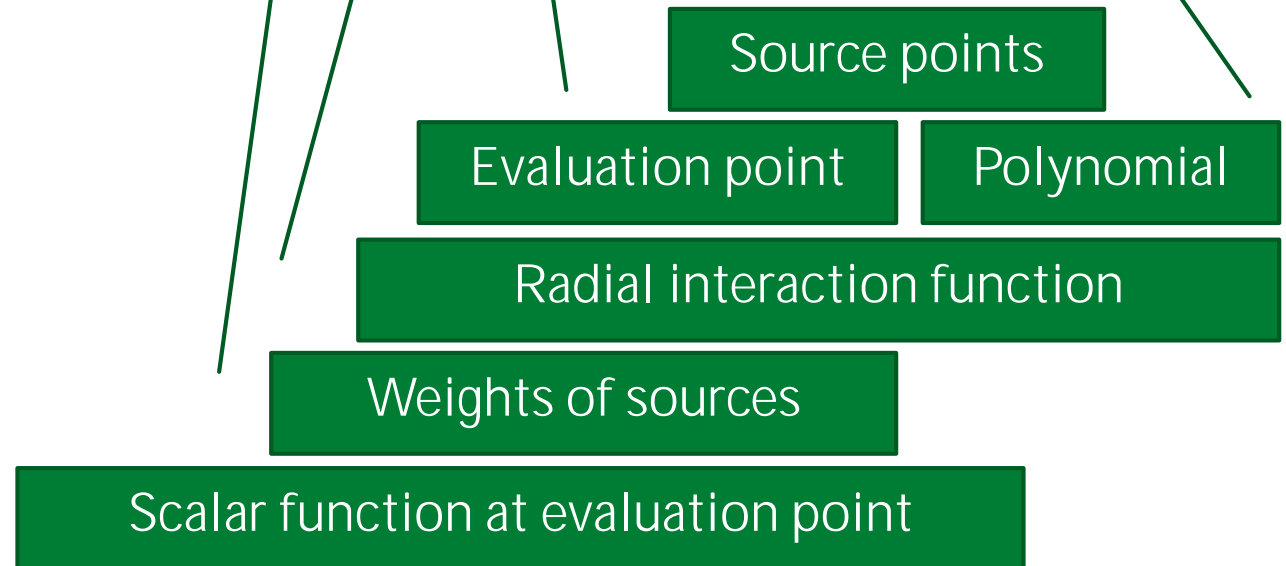 Source points
Evaluation point
Polynomial
Radial interaction function
Weights of sources
Scalar function at evaluation point